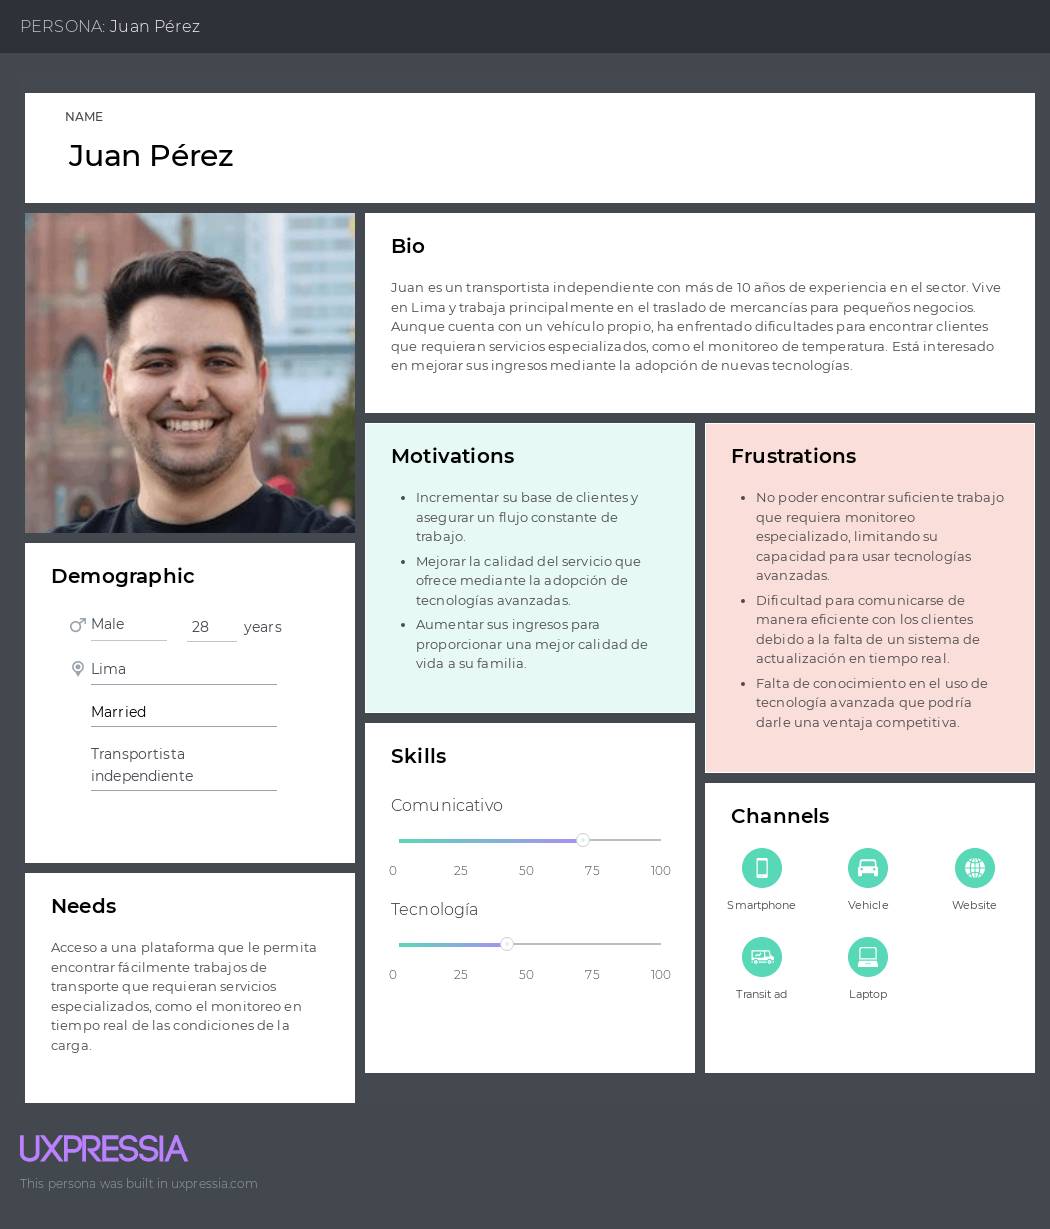 PERSONA: Juan Pérez
NAME
Juan Pérez
Bio
Juan es un transportista independiente con más de 10 años de experiencia en el sector. Vive
en Lima y trabaja principalmente en el traslado de mercancías para pequeños negocios.
Aunque cuenta con un vehículo propio, ha enfrentado dificultades para encontrar clientes
que requieran servicios especializados, como el monitoreo de temperatura. Está interesado
en mejorar sus ingresos mediante la adopción de nuevas tecnologías.
Motivations
• Incrementar su base de clientes y
asegurar un flujo constante de
trabajo.
• Mejorar la calidad del servicio que
ofrece mediante la adopción de
tecnologías avanzadas.
• Aumentar sus ingresos para
proporcionar una mejor calidad de
vida a su familia.
Frustrations
• No poder encontrar suficiente trabajo
que requiera monitoreo
especializado, limitando su
capacidad para usar tecnologías
avanzadas.
• Dificultad para comunicarse de
manera eficiente con los clientes
debido a la falta de un sistema de
actualización en tiempo real.
• Falta de conocimiento en el uso de
tecnología avanzada que podría
darle una ventaja competitiva.
Demographic
Male 28 years
Lima
Married
Transportista
independiente
Skills
Comunicativo
0 25 50 75 100
Tecnología
0 25 50 75 100
Channels
Smartphone Vehicle Website
Transit ad Laptop
Needs
Acceso a una plataforma que le permita
encontrar fácilmente trabajos de
transporte que requieran servicios
especializados, como el monitoreo en
tiempo real de las condiciones de la
carga.
UXPRESSIA
This persona was built in uxpressia.com